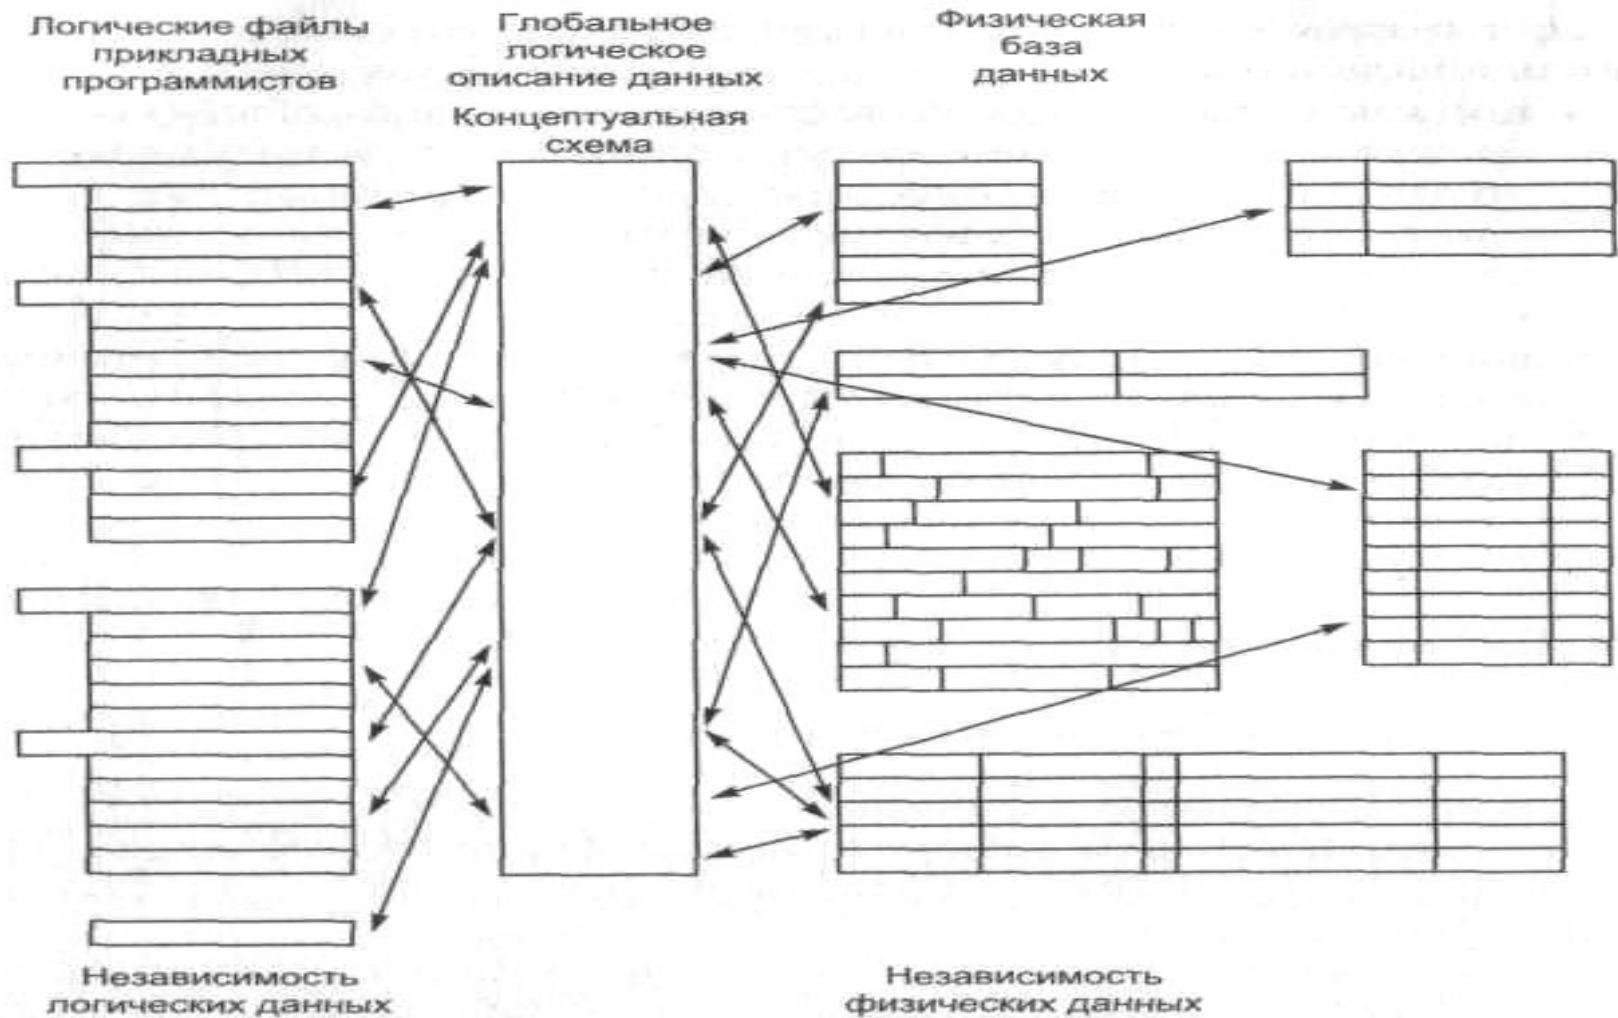 Логические файлы
прикладных
программистов
Глобальное
логическое
описание данных
Концептуальная
схема
Физическая
база
данных
Независимость
логических данных
Независимость
физических данных